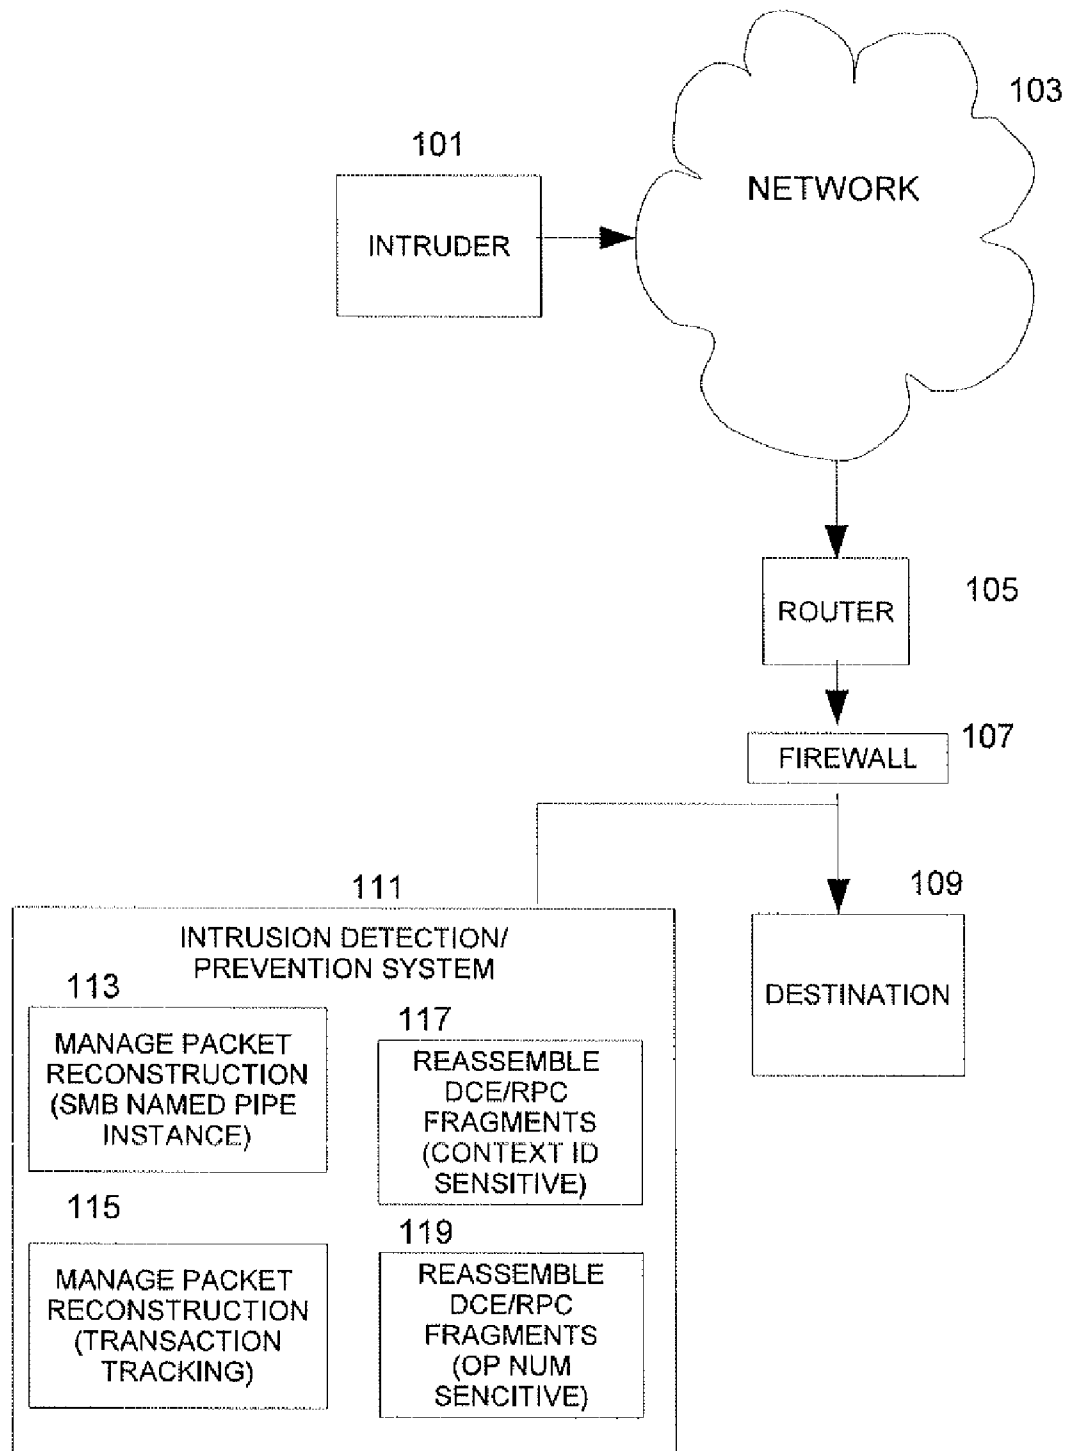 103
NETWORK
101
INTRUDER
105
ROUTER
107
FIREWALL
109
DESTINATION
111
INTRUSION DETECTION/
PREVENTION SYSTEM
113
MANAGE PACKET
RECONSTRUCTION
(SMB NAMED PIPE
INSTANCE)
117
REASSEMBLE
DCE/RPC
FRAGMENTS
(CONTEXT ID
SENSITIVE)
115
MANAGE PACKET
RECONSTRUCTION
(TRANSACTION
TRACKING)
119
REASSEMBLE
DCE/RPC
FRAGMENTS
(OP NUM
SENCITIVE)